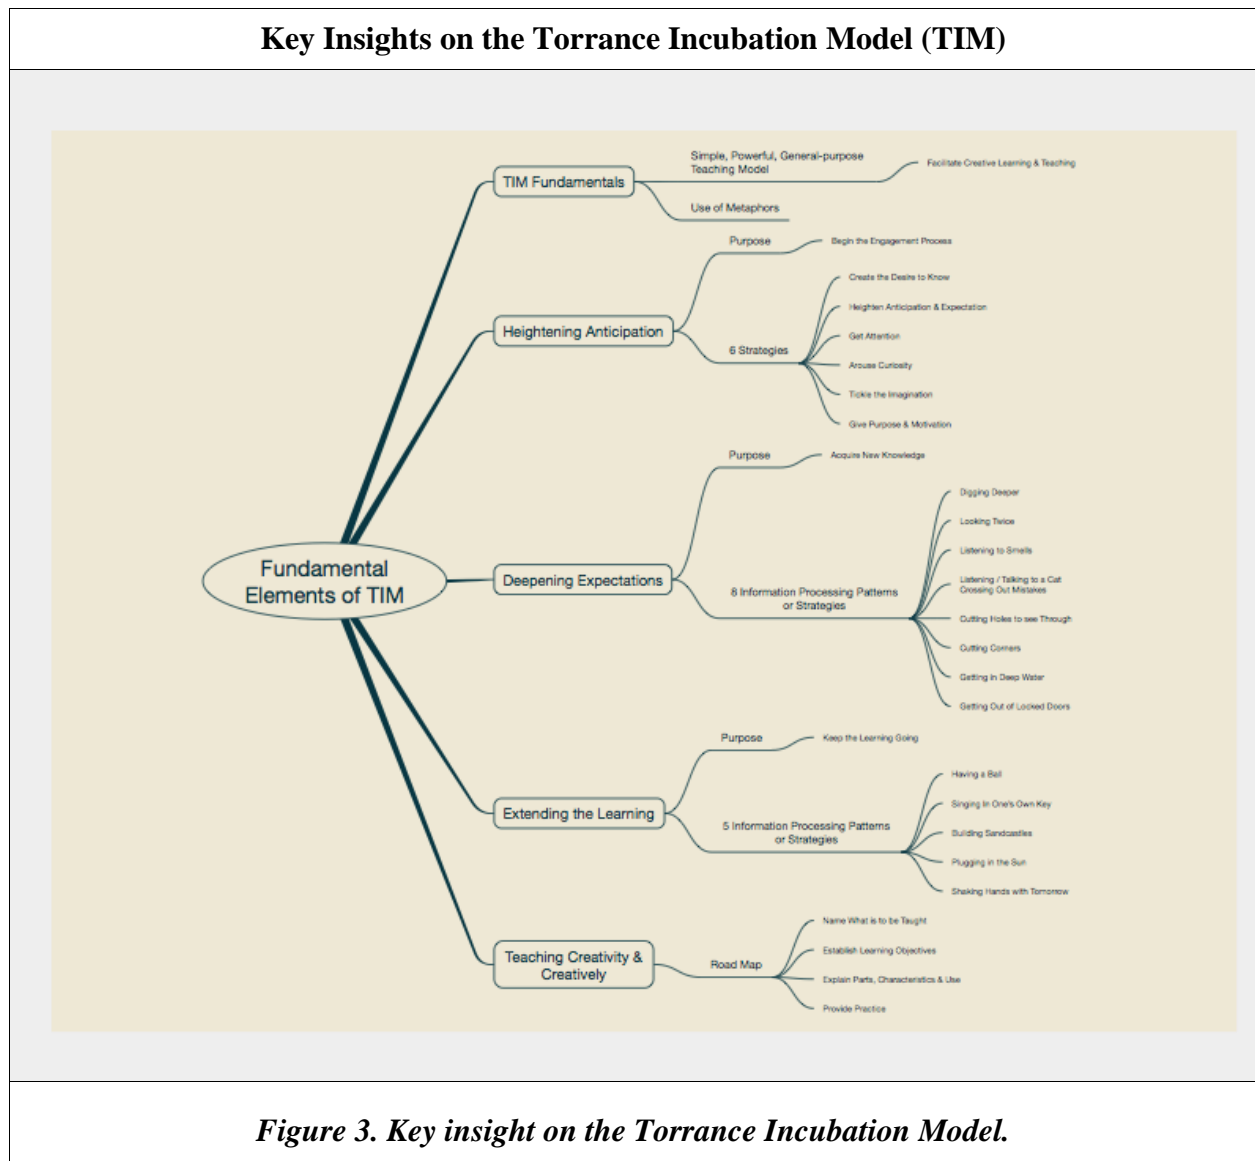 Key Insights on the Torrance Incubation Model (TIM)
Fundamental
Elements of TIM
TIM Fundamentals
Simple, Powerful, General-purpose
Teaching Model
Facilitate Creative Learning & Teaching
Use of Metaphors
Heightening Anticipation
Purpose
Begin the Engagement Process
6 Strategies
Create the Desire to Know
Heighten Anticipation & Expectation
Get Attention
Arouse Curiosity
Tickle the Imagination
Give Purpose & Motivation
Deepening Expectations
Purpose
Acquire New Knowledge
8 Information Processing Patterns
or Strategies
Digging Deeper
Looking Twice
Listening to Smells
Listening / Talking to a Cat
Crossing Out Mistakes
Cutting Holes to see Through
Cutting Corners
Getting in Deep Water
Getting Out of Locked Doors
Extending the Learning
Purpose
Keep the Learning Going
5 Information Processing Patterns
or Strategies
Having a Ball
Singing In One's Own Key
Building Sandcastles
Plugging in the Sun
Shaking Hands with Tomorrow
Teaching Creativity &
Creatively
Road Map
Name What is to be Taught
Establish Learning Objectives
Explain Parts, Characteristics & Use
Provide Practice
Figure 3. Key insight on the Torrance Incubation Model.